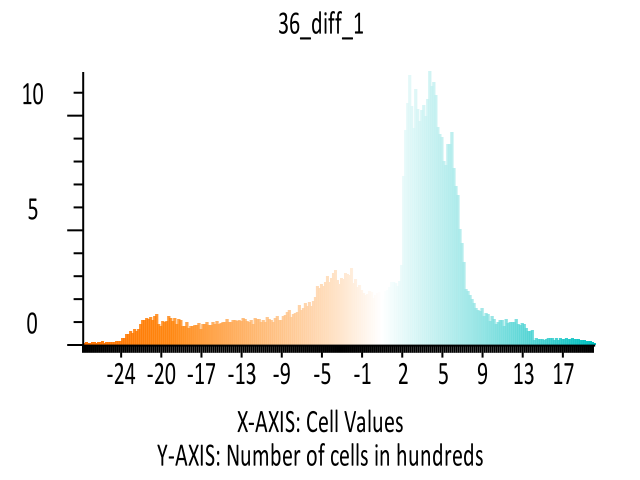 36_diff_1
10
5
0
-24 -20 -17 -13 -9 -5 -1 2 5 9 13 17
X-AXIS: Cell Values
Y-AXIS: Number of cells in hundreds